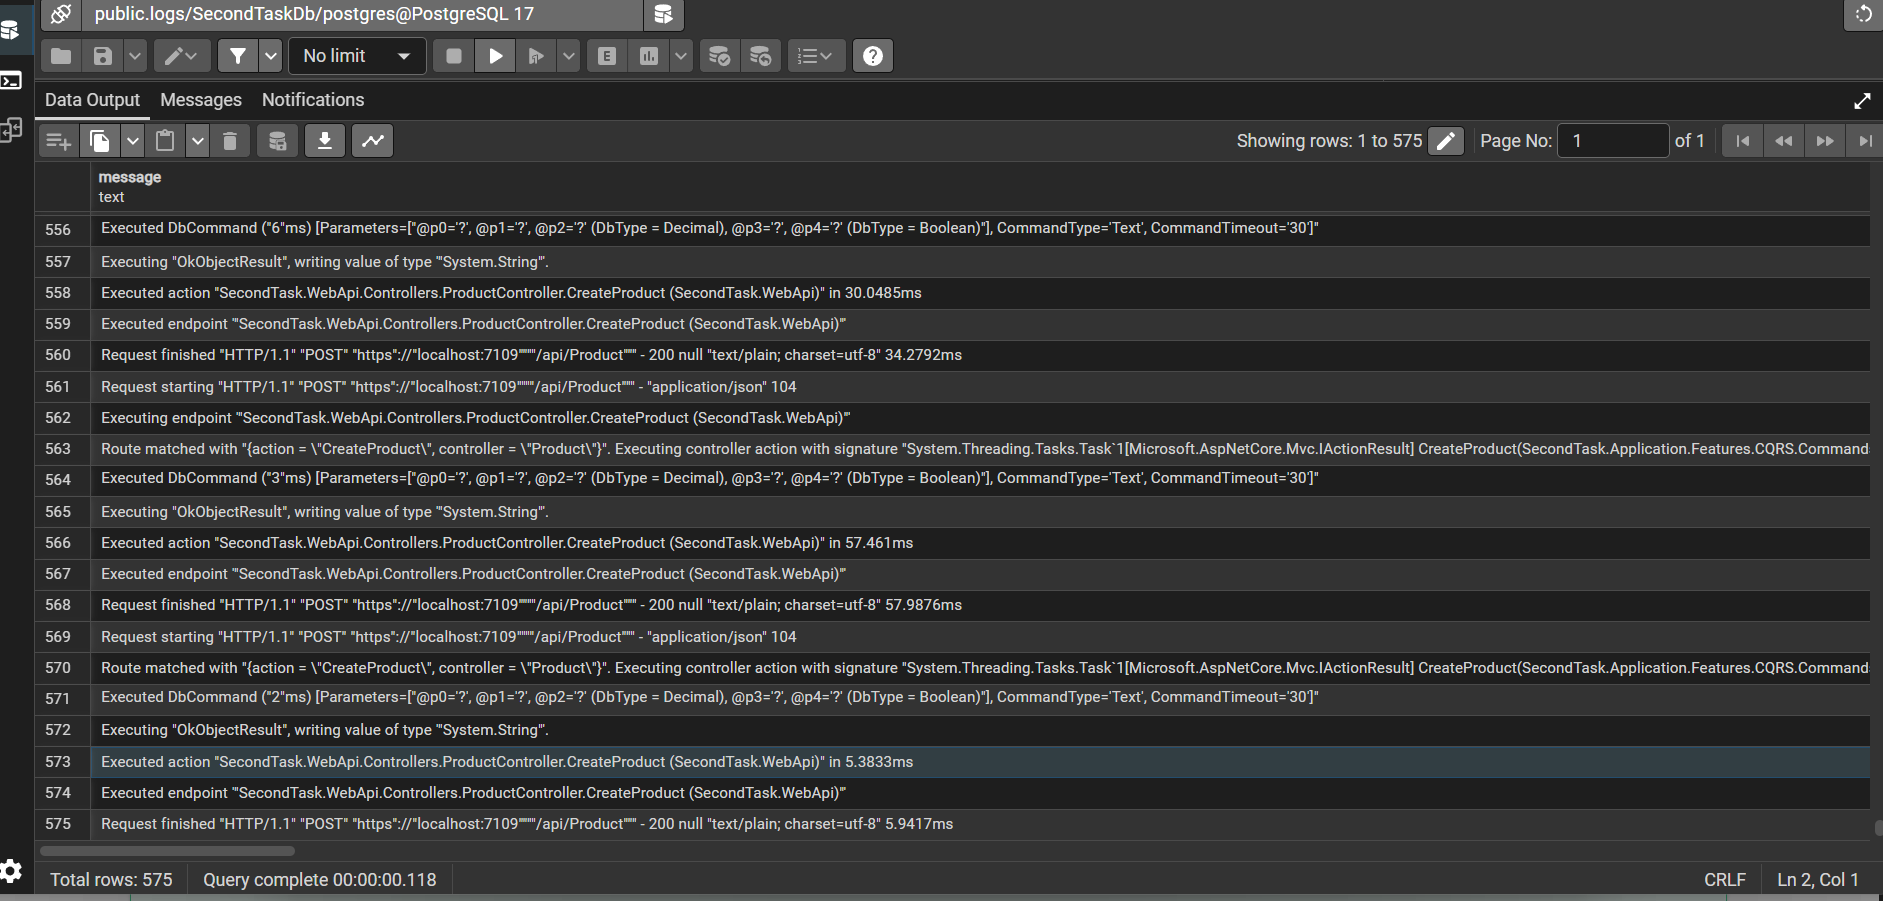 public.logs/SecondTaskDb/postgres@PostgreSQL 17
No limit
E
Data Output Messages Notifications
Showing rows: 1 to 575 Page No: 1 of 1
message
text
556 Executed DbCommand ("6"ms) [Parameters=["@p0='?', @p1='?', @p2='?' (DbType = Decimal), @p3='?', @p4='?' (DbType = Boolean)"], CommandType='Text', CommandTimeout='30']"
557 Executing "OkObjectResult", writing value of type '"System.String"'.
558 Executed action "SecondTask.WebApi.Controllers.ProductController.CreateProduct (SecondTask.WebApi)" in 30.0485ms
559 Executed endpoint '"SecondTask.WebApi.Controllers.ProductController.CreateProduct (SecondTask.WebApi)"'
560 Request finished "HTTP/1.1" "POST" "https"://"localhost:7109""""/api/Product""" - 200 null "text/plain; charset=utf-8" 34.2792ms
561 Request starting "HTTP/1.1" "POST" "https"://"localhost:7109""""/api/Product""" - "application/json" 104
562 Executing endpoint '"SecondTask.WebApi.Controllers.ProductController.CreateProduct (SecondTask.WebApi)"'
563 Route matched with "{action = \"CreateProduct\", controller = \"Product\"}". Executing controller action with signature "System.Threading.Tasks.Task`1[Microsoft.AspNetCore.Mvc.IActionResult] CreateProduct(SecondTask.Application.Features.CQRS.Command
564 Executed DbCommand ("3"ms) [Parameters=["@p0='?', @p1='?', @p2='?' (DbType = Decimal), @p3='?', @p4='?' (DbType = Boolean)"], CommandType='Text', CommandTimeout='30']"
565 Executing "OkObjectResult", writing value of type '"System.String"'.
566 Executed action "SecondTask.WebApi.Controllers.ProductController.CreateProduct (SecondTask.WebApi)" in 57.461ms
567 Executed endpoint '"SecondTask.WebApi.Controllers.ProductController.CreateProduct (SecondTask.WebApi)"'
568 Request finished "HTTP/1.1" "POST" "https"://"localhost:7109""""/api/Product""" - 200 null "text/plain; charset=utf-8" 57.9876ms
569 Request starting "HTTP/1.1" "POST" "https"://"localhost:7109""""/api/Product""" - "application/json" 104
570 Route matched with "{action = \"CreateProduct\", controller = \"Product\"}". Executing controller action with signature "System.Threading.Tasks.Task`1[Microsoft.AspNetCore.Mvc.IActionResult] CreateProduct(SecondTask.Application.Features.CQRS.Command
571 Executed DbCommand ("2"ms) [Parameters=["@p0='?', @p1='?', @p2='?' (DbType = Decimal), @p3='?', @p4='?' (DbType = Boolean)"], CommandType='Text', CommandTimeout='30']"
572 Executing "OkObjectResult", writing value of type '"System.String"'.
573 Executed action "SecondTask.WebApi.Controllers.ProductController.CreateProduct (SecondTask.WebApi)" in 5.3833ms
574 Executed endpoint '"SecondTask.WebApi.Controllers.ProductController.CreateProduct (SecondTask.WebApi)"'
575 Request finished "HTTP/1.1" "POST" "https"://"localhost:7109""""/api/Product""" - 200 null "text/plain; charset=utf-8" 5.9417ms
Total rows: 575 Query complete 00:00:00.118 CRLF Ln 2, Col 1